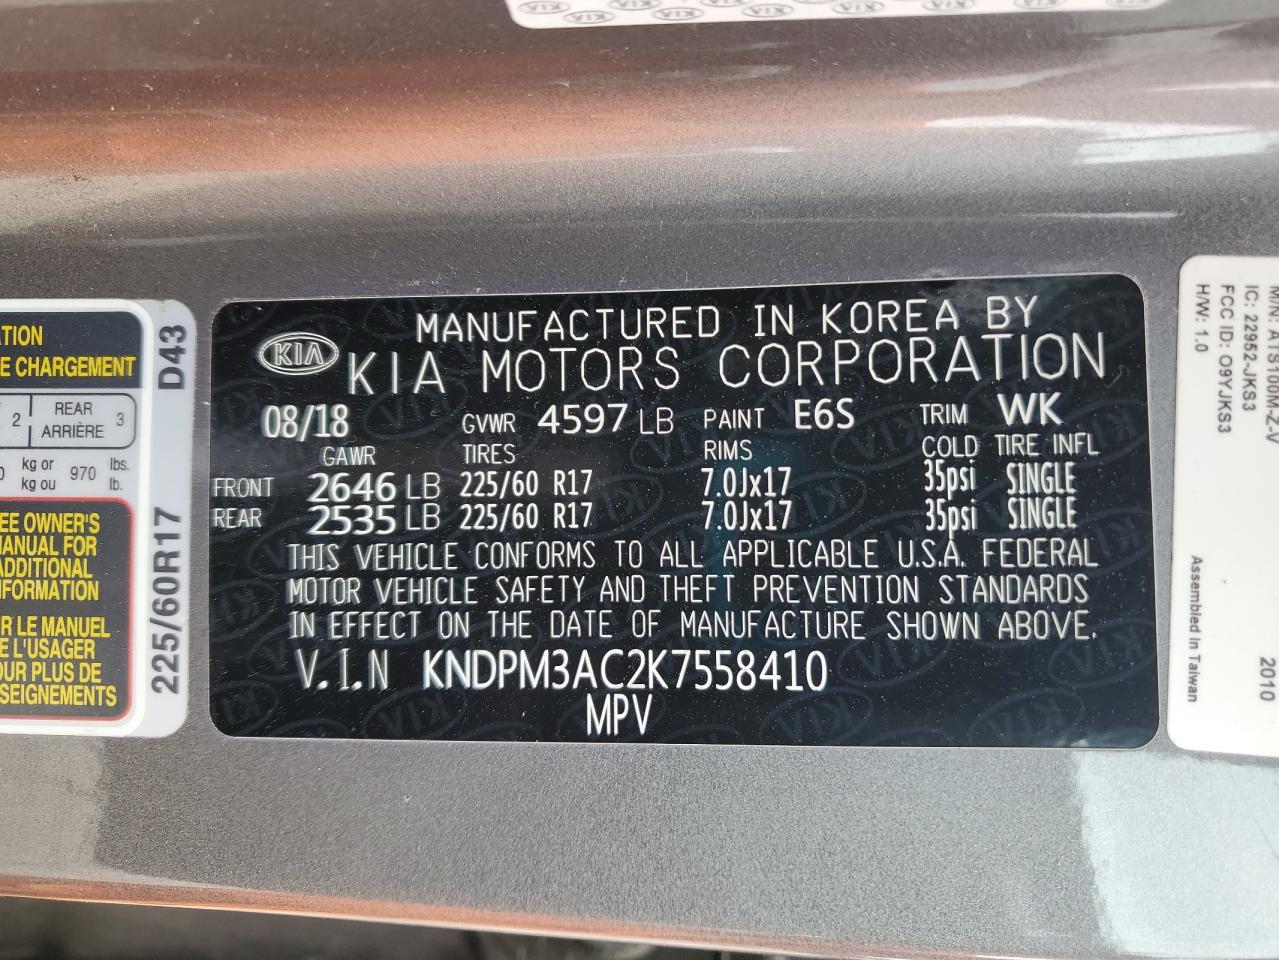 MANUFACTURED IN KOREA BY
KIA
KIA MOTORS CORPORATION
08/18 GVWR 4597 LB PAINT E6S TRIM WK
GAWR TIRES RIMS COLD TIRE INFL
FRONT 2646 LB 225/60 R17 7.0Jx17 35psi SINGLE
REAR 2535 LB 225/60 R17 7.0Jx17 35psi SINGLE
THIS VEHICLE CONFORMS TO ALL APPLICABLE U.S.A. FEDERAL
MOTOR VEHICLE SAFETY AND THEFT PREVENTION STANDARDS
IN EFFECT ON THE DATE OF MANUFACTURE SHOWN ABOVE.
V.I.N KNDPM3AC2K7558410
MPV
ATION
E CHARGEMENT
2 REAR ARRIÈRE 3
kg or 970 lbs.
kg ou lb.
EE OWNER'S
MANUAL FOR
ADDITIONAL
NFORMATION
R LE MANUEL
E L'USAGER
OUR PLUS DE
SEIGNEMENTS
225/60R17 D43
M/N: ATS100M-Z-V
IC: 22952-JKS3
FCC ID: O9YJKS3
H/W: 1.0
Assembled in Taiwan
2010